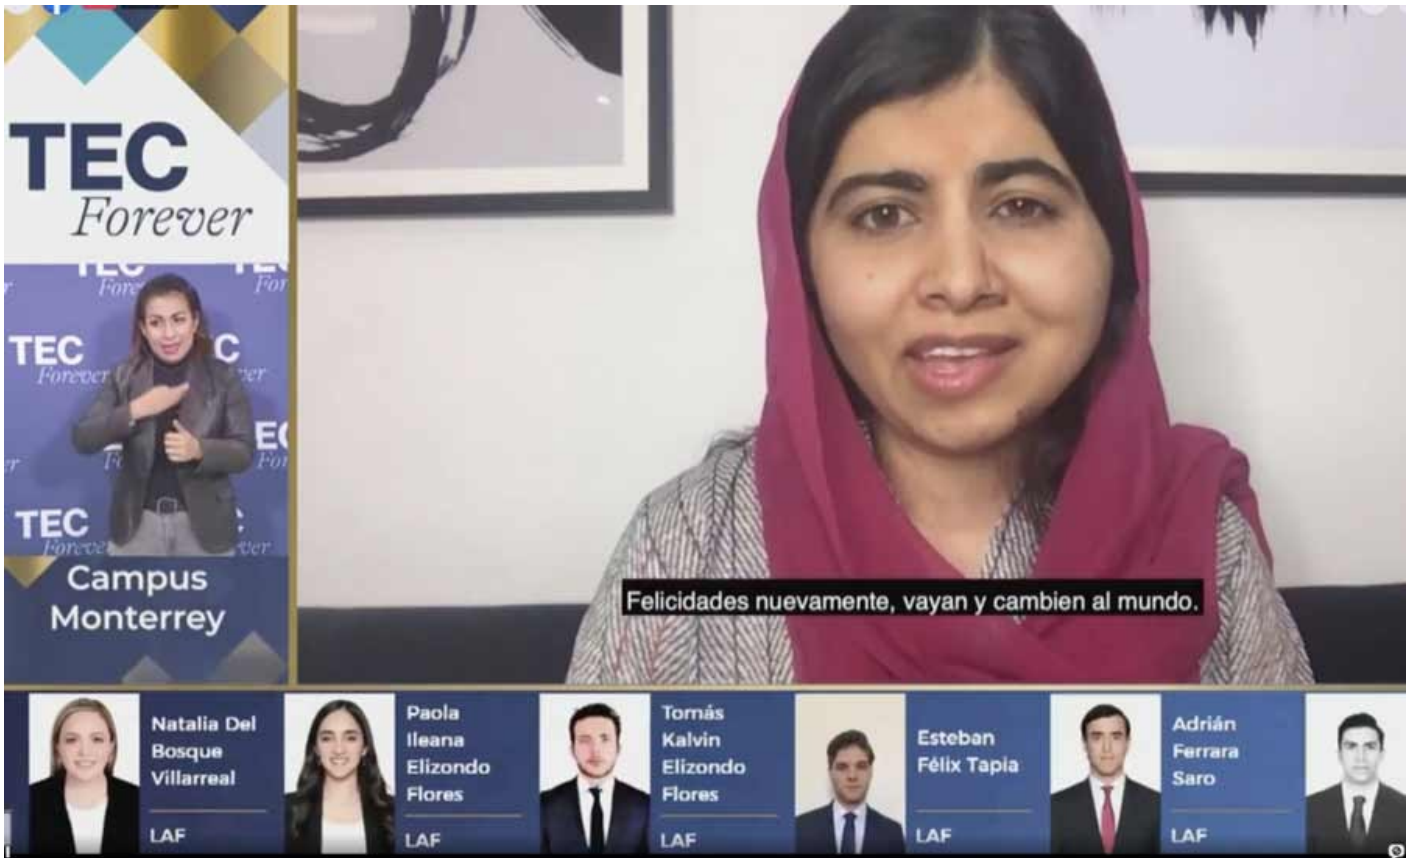 TEC
Forever
TEC
Forever
TEC
Forever
TEC
Forever
Campus
Monterrey
Felicidades nuevamente, vayan y cambien al mundo.
Natalia Del
Bosque
Villarreal
LAF
Paola
Ileana
Elizondo
Flores
LAF
Tomás
Kalvin
Elizondo
Flores
LAF
Esteban
Félix Tapia
LAF
Adrián
Ferrara
Saro
LAF